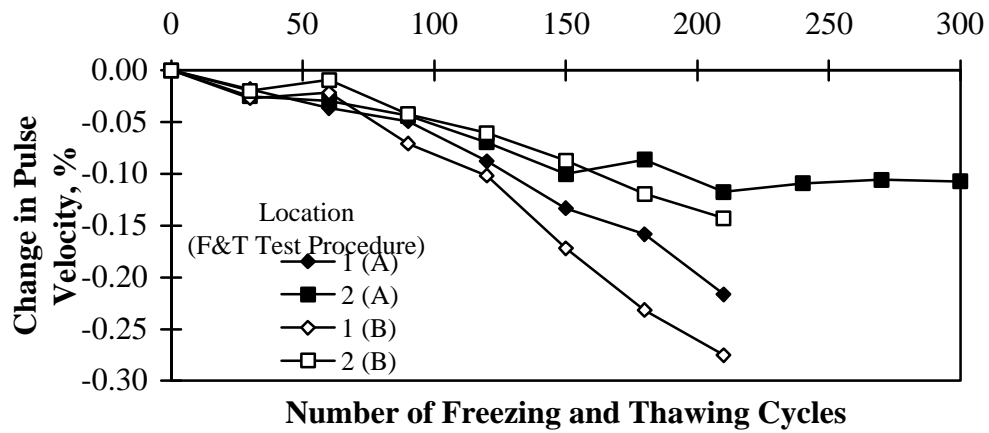 0 50 100 150 200 250 300
0.00
-0.05
-0.10
-0.15
-0.20
-0.25
-0.30
Change in Pulse
Velocity, %
Location
(F&T Test Procedure)
1 (A)
2 (A)
1 (B)
2 (B)
Number of Freezing and Thawing Cycles